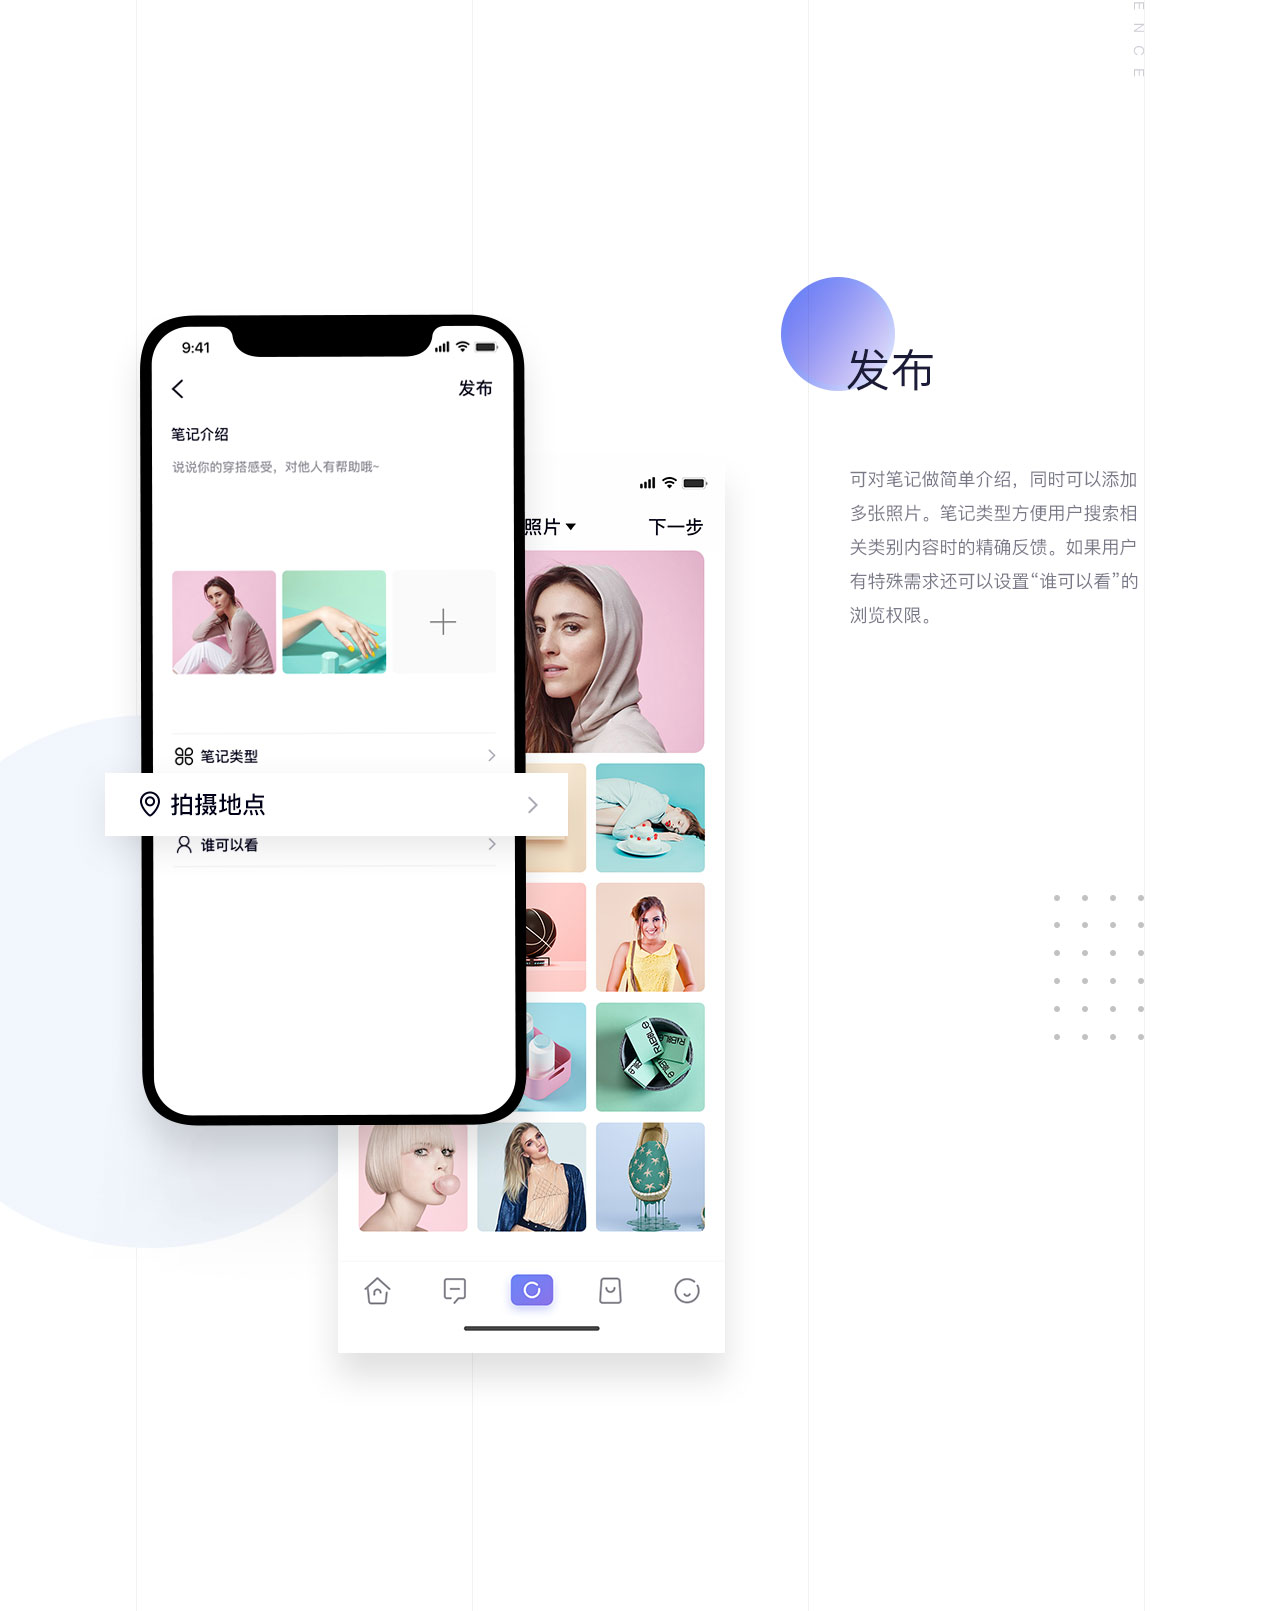 ENCE
发布
可对笔记做简单介绍，同时可以添加
多张照片。笔记类型方便用户搜索相
关类别内容时的精确反馈。如果用户
有特殊需求还可以设置“谁可以看”的
浏览权限。
9:41
发布
笔记介绍
说说你的穿搭感受，对他人有帮助哦~
笔记类型
拍摄地点
谁可以看
照片
下一步